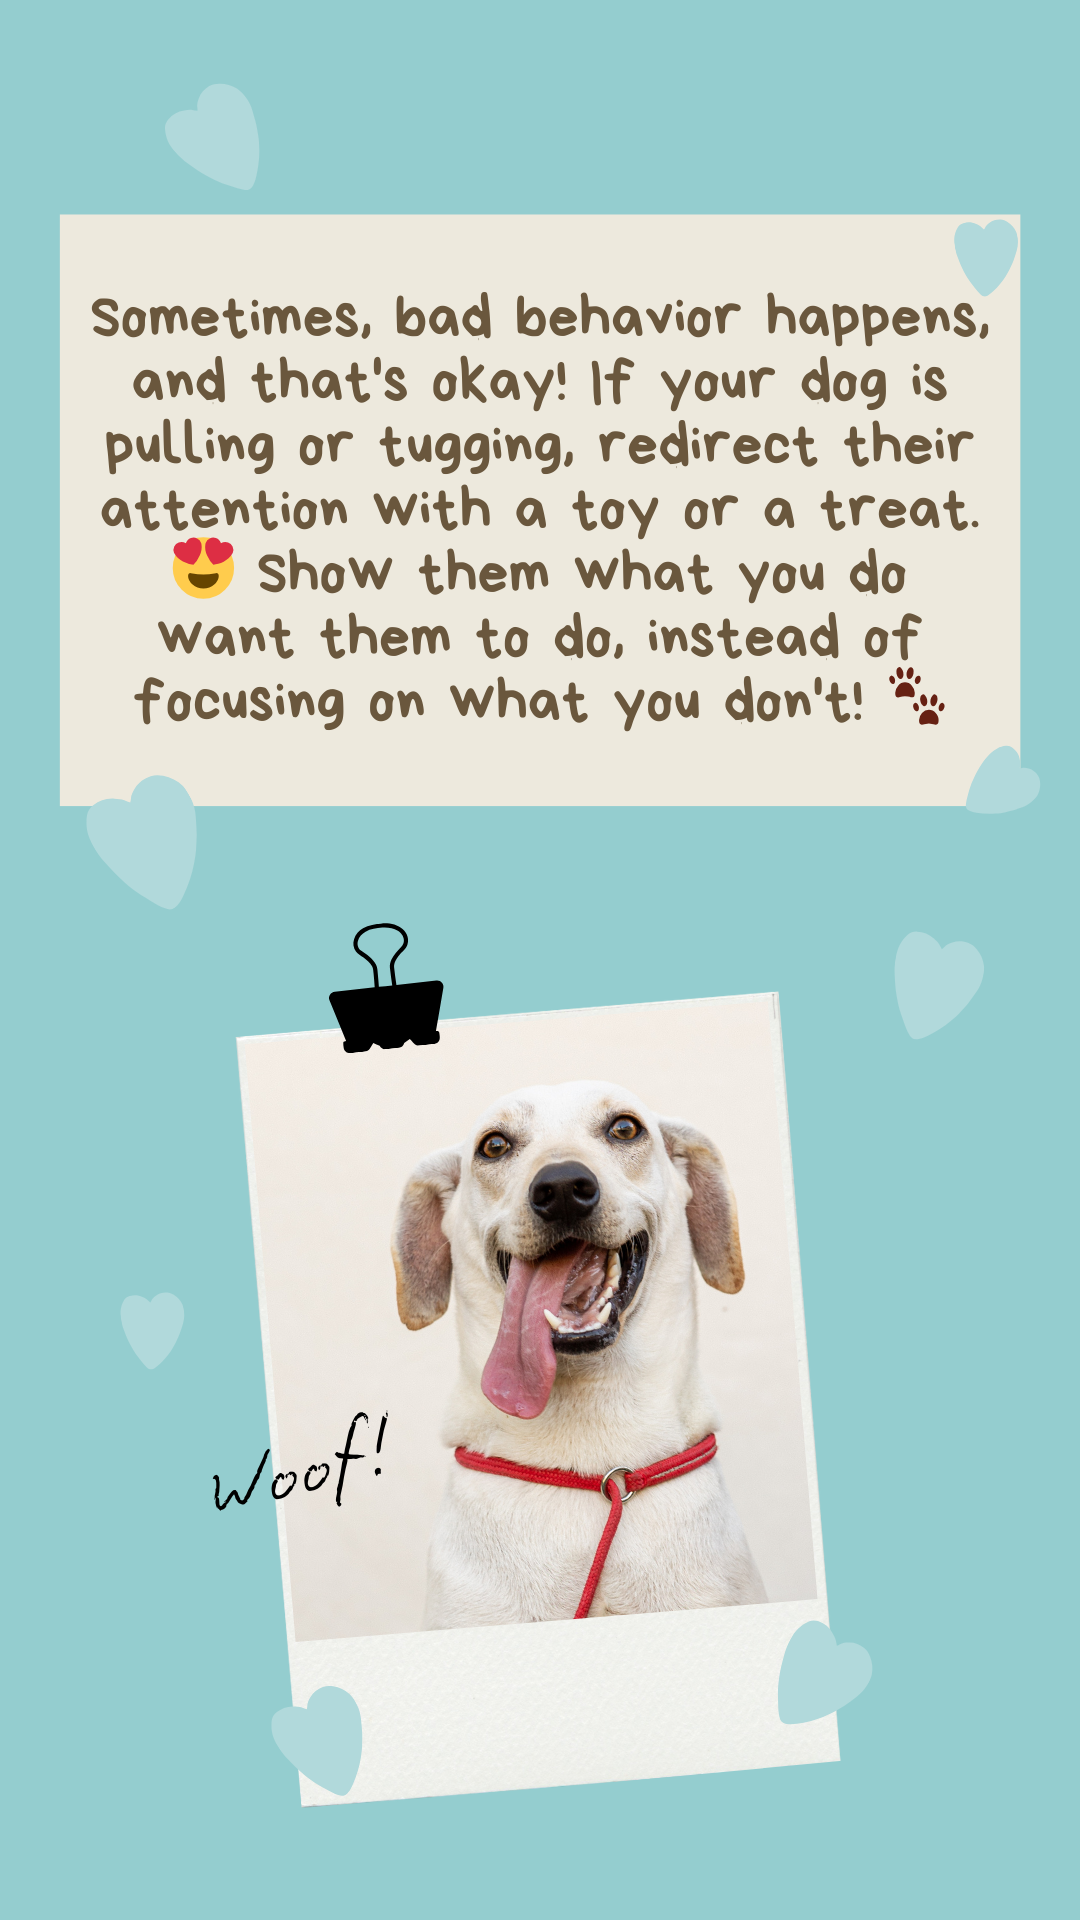 Sometimes, bad behavior happens,
and that's okay! If your dog is
pulling or tugging, redirect their
attention with a toy or a treat.
😍 Show them what you do
want them to do, instead of
focusing on what you don't! 🐾
Woof!